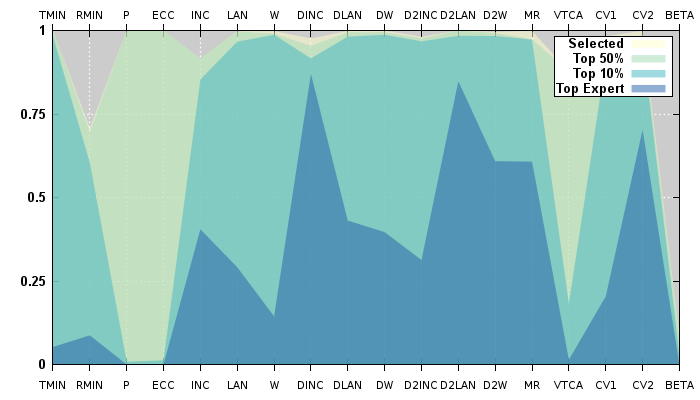 TMIN RMIN P ECC INC LAN W DINC DLAN DW D2INC D2LAN D2W MR VTCA CV1 CV2 BETA
1
Selected
Top 50%
Top 10%
Top Expert
0.75
0.5
0.25
0
TMIN RMIN P ECC INC LAN W DINC DLAN DW D2INC D2LAN D2W MR VTCA CV1 CV2 BETA